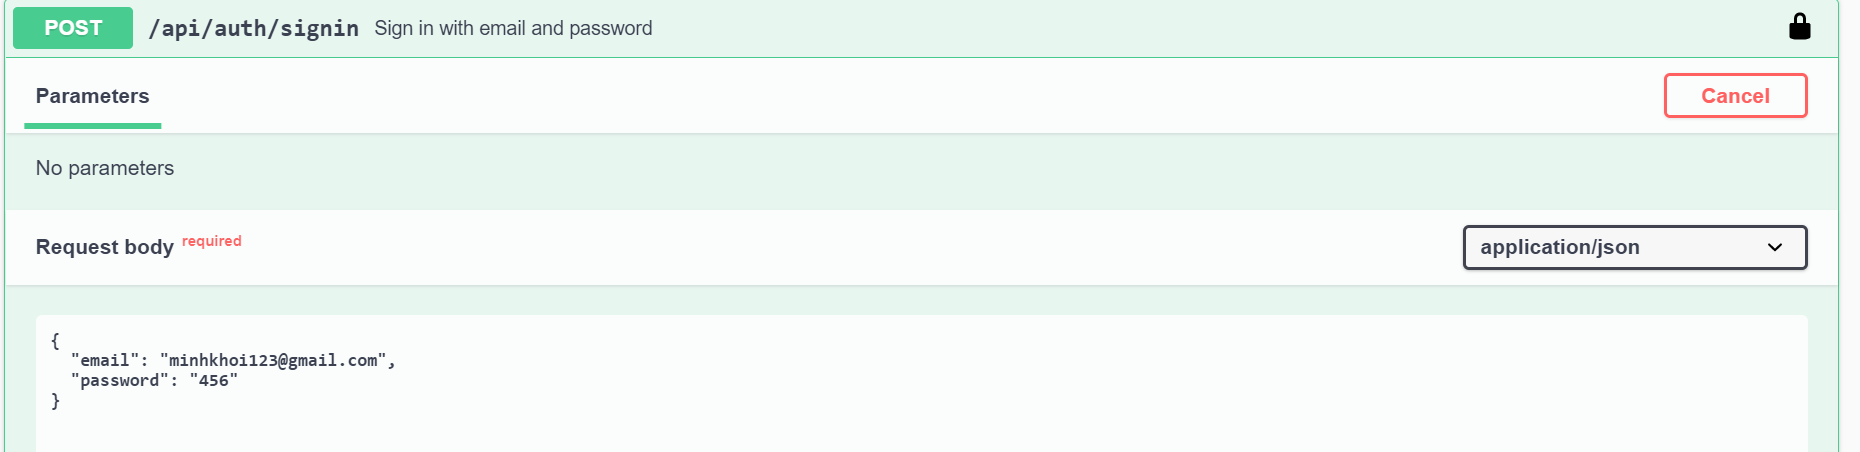 POST /api/auth/signin Sign in with email and password
Parameters
Cancel
No parameters
Request body required
application/json
{
"email": "minhkhoi123@gmail.com",
"password": "456"
}